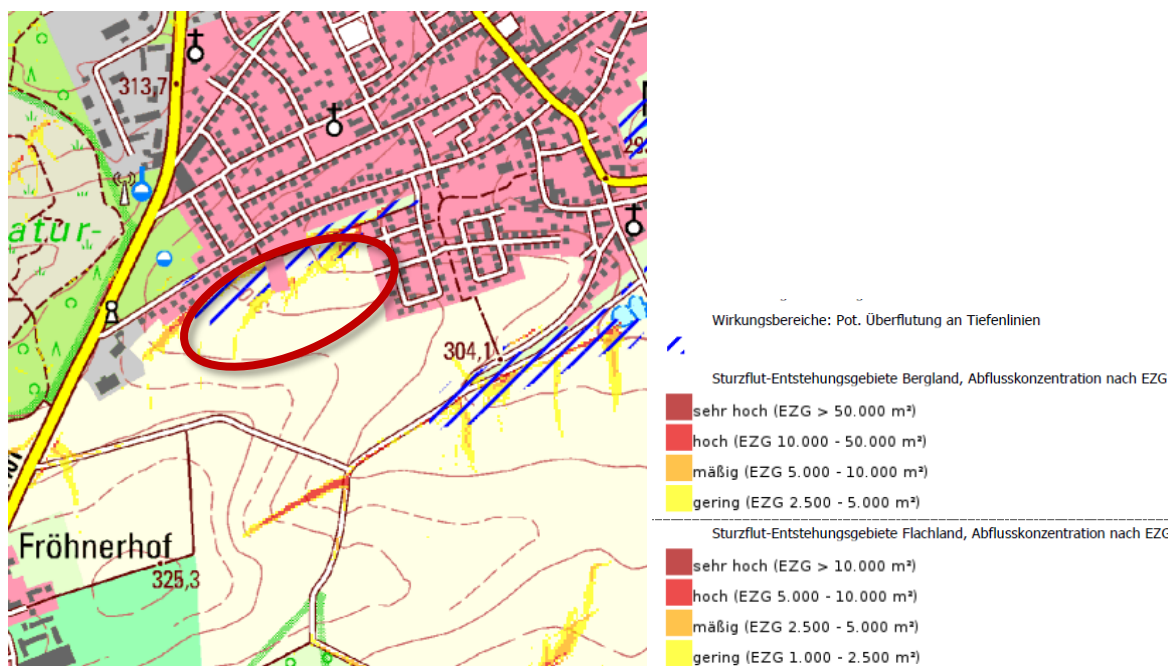 313,7
atur-
304,1
Fröhnerhof
325,3
Wirkungsbereiche: Pot. Überflutung an Tiefenlinien
Sturzflut-Entstehungsgebiete Bergland, Abflusskonzentration nach EZG
sehr hoch (EZG > 50.000 m²)
hoch (EZG 10.000 - 50.000 m²)
mäßig (EZG 5.000 - 10.000 m²)
gering (EZG 2.500 - 5.000 m²)
Sturzflut-Entstehungsgebiete Flachland, Abflusskonzentration nach EZG
sehr hoch (EZG > 10.000 m²)
hoch (EZG 5.000 - 10.000 m²)
mäßig (EZG 2.500 - 5.000 m²)
gering (EZG 1.000 - 2.500 m²)